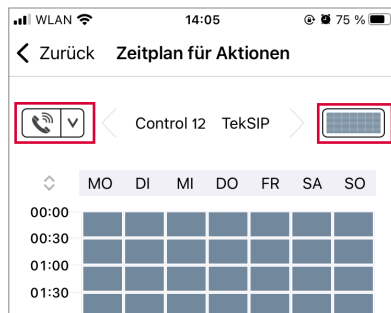 WLAN 14:05 75 %
Zurück Zeitplan für Aktionen
Control 12 TekSIP
MO DI MI DO FR SA SO
00:00
00:30
01:00
01:30